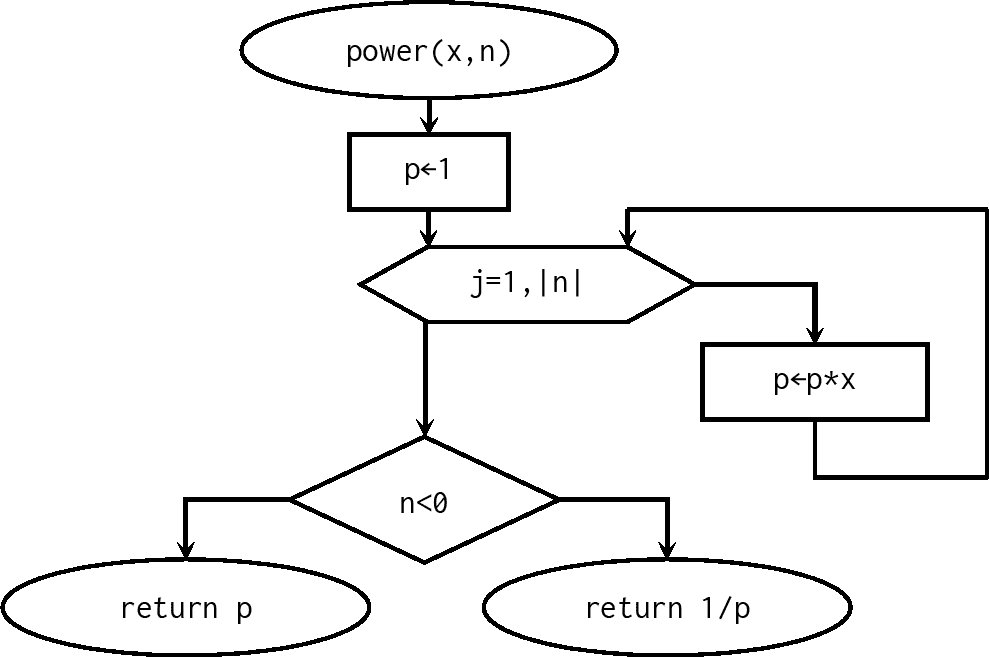 power(x,n)
p←1
j=1,|n|
p←p*x
n<0
return p
return 1/p